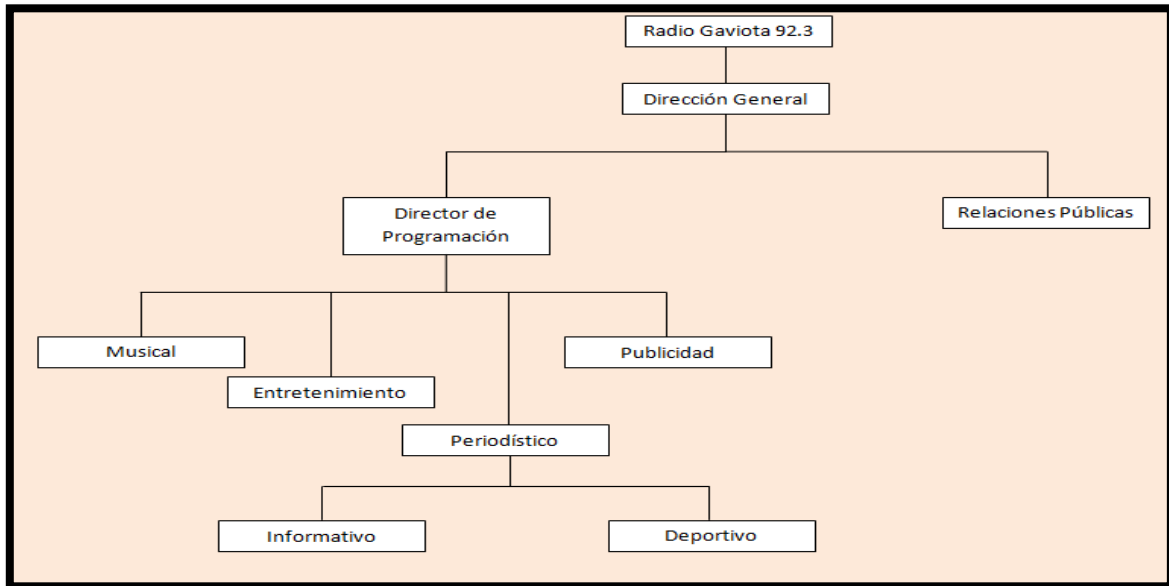 Radio Gaviota 92.3
Dirección General
Director de
Programación
Relaciones Públicas
Musical
Publicidad
Entretenimiento
Periodístico
Informativo
Deportivo